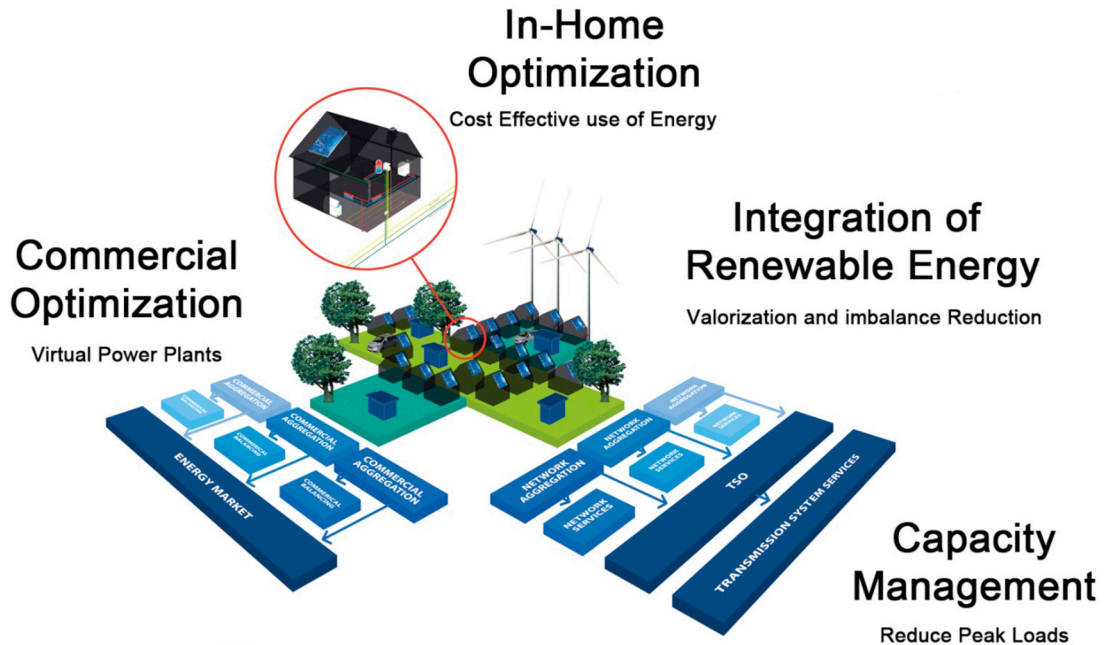 In-Home
Optimization
Cost Effective use of Energy
Integration of
Renewable Energy
Valorization and imbalance Reduction
Commercial
Optimization
Virtual Power Plants
COMMERCIAL
AGGREGATION
COMMERCIAL
AGGREGATION
COMMERCIAL
BALANCING
COMMERCIAL
AGGREGATION
COMMERICAL
BALANCING
ENERGY MARKET
NETWORK
AGGREGATION
NETWORK
SERVICES
NETWORK
AGGREGATION
NETWORK
SERVICES
NETWORK
AGGREGATION
NETWORK
SERVICES
TSO
TRANSMISSION SYSTEM SERVICES
Capacity
Management
Reduce Peak Loads